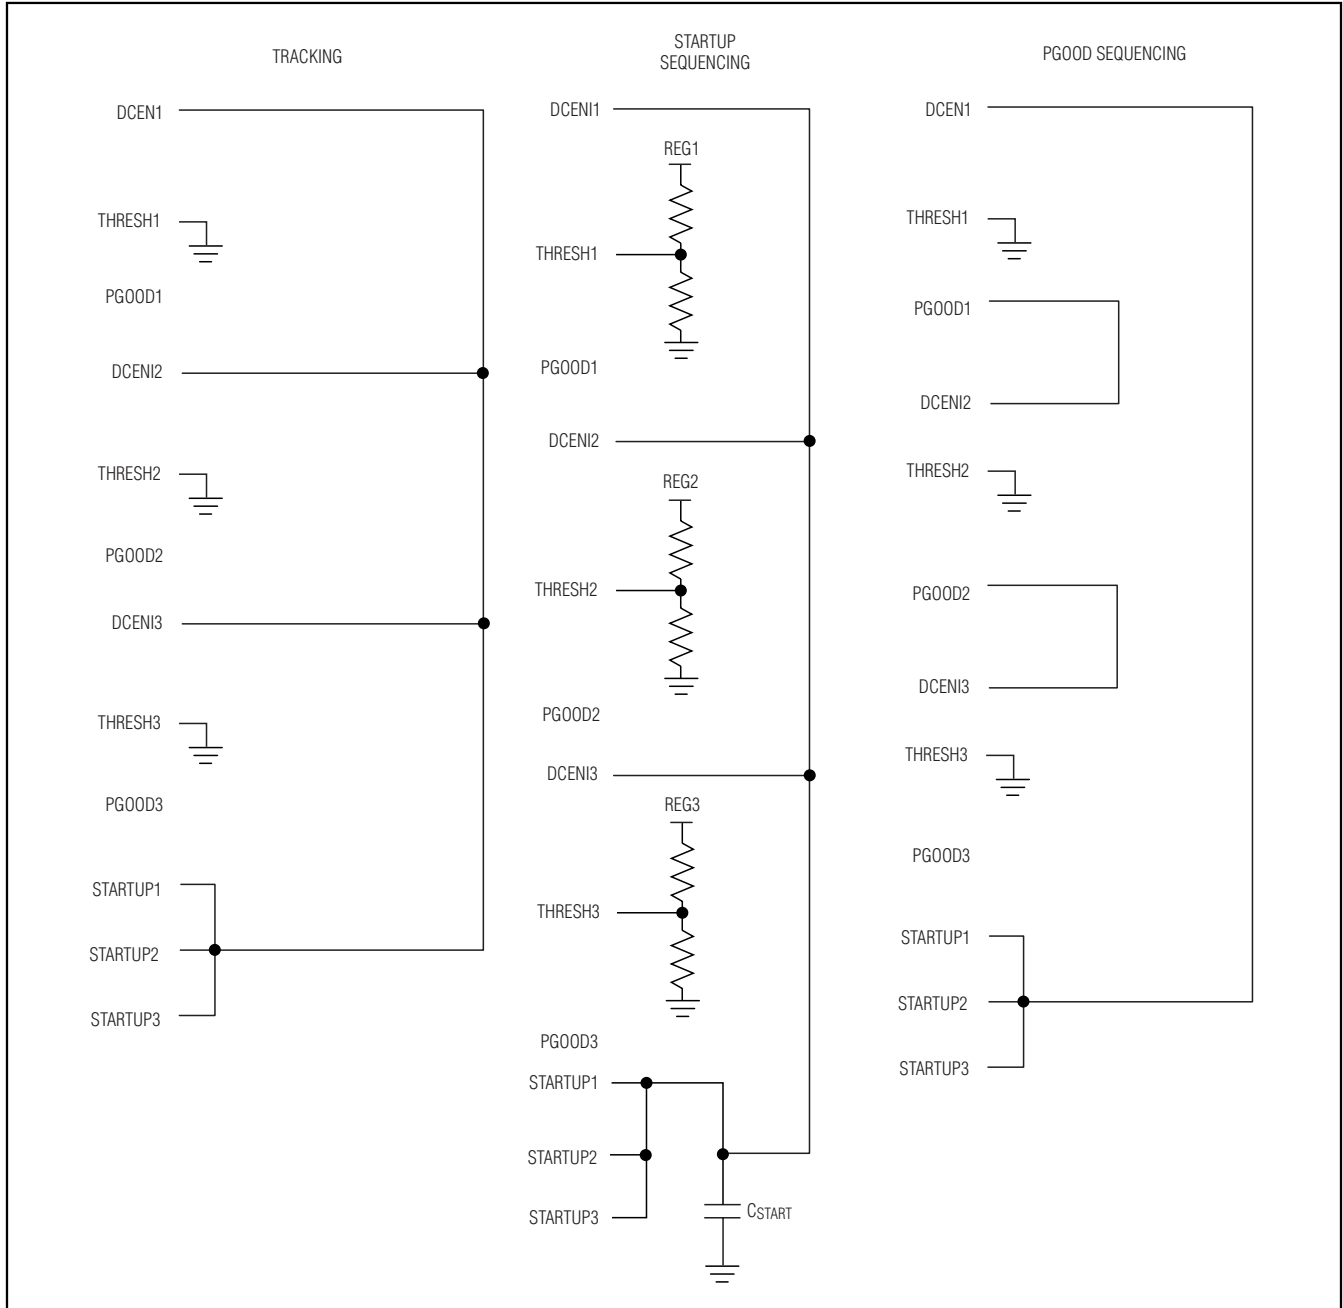 TRACKING
DCEN1
THRESH1
PGOOD1
DCENI2
THRESH2
PGOOD2
DCENI3
THRESH3
PGOOD3
STARTUP1
STARTUP2
STARTUP3
STARTUP
SEQUENCING
DCENI1
REG1
THRESH1
PGOOD1
DCENI2
REG2
THRESH2
PGOOD2
DCENI3
REG3
THRESH3
PGOOD3
STARTUP1
STARTUP2
STARTUP3
CSTART
PGOOD SEQUENCING
DCEN1
THRESH1
PGOOD1
DCENI2
THRESH2
PGOOD2
DCENI3
THRESH3
PGOOD3
STARTUP1
STARTUP2
STARTUP3